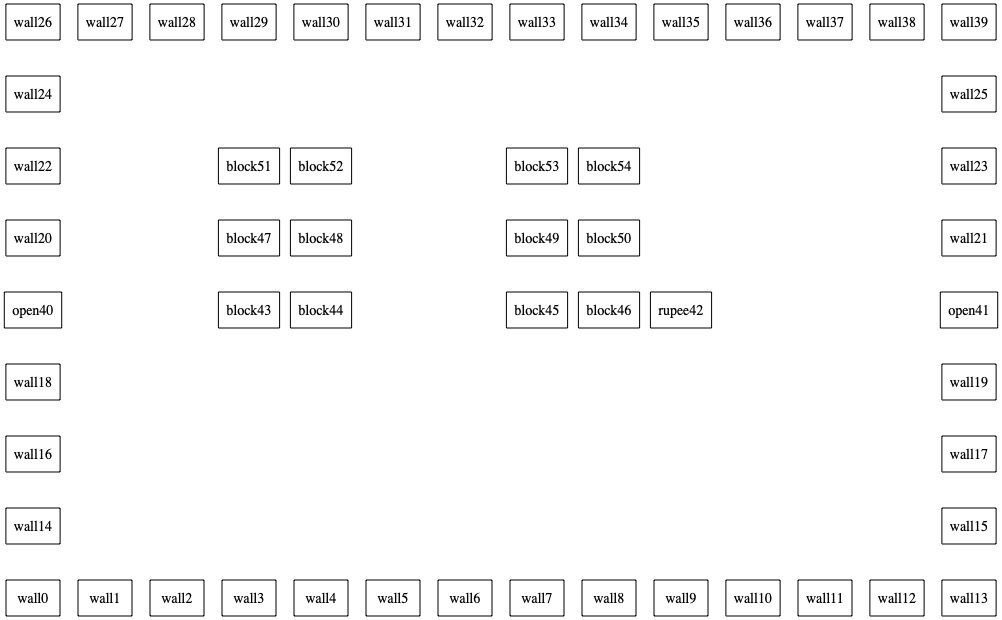 wall26 wall27 wall28 wall29 wall30 wall31 wall32 wall33 wall34 wall35 wall36 wall37 wall38 wall39
wall24 wall25
wall22 block51 block52 block53 block54 wall23
wall20 block47 block48 block49 block50 wall21
open40 block43 block44 block45 block46 rupee42 open41
wall18 wall19
wall16 wall17
wall14 wall15
wall0 wall1 wall2 wall3 wall4 wall5 wall6 wall7 wall8 wall9 wall10 wall11 wall12 wall13